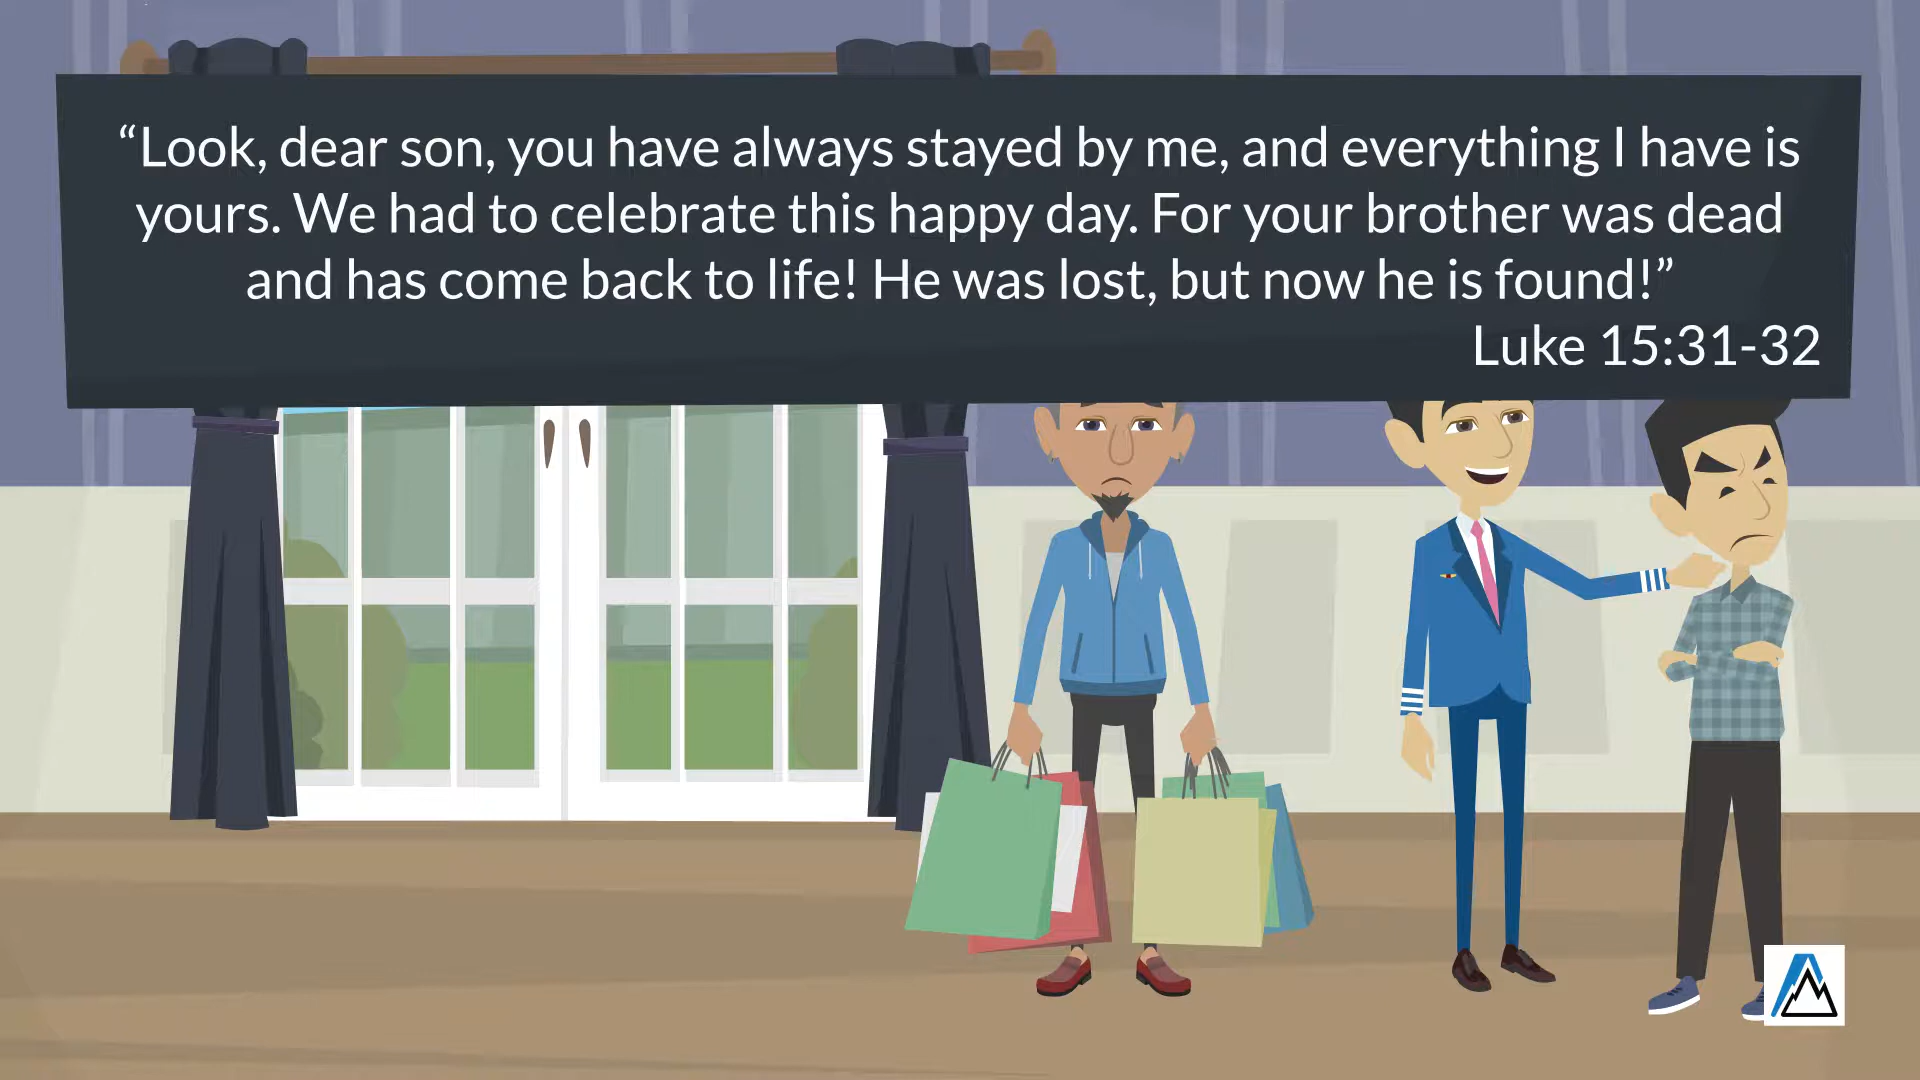 “Look, dear son, you have always stayed by me, and everything I have is
yours. We had to celebrate this happy day. For your brother was dead
and has come back to life! He was lost, but now he is found!”
Luke 15:31-32